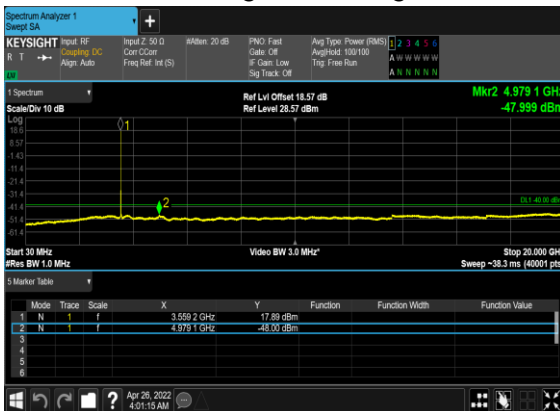 Spectrum Analyzer 1
Swept SA
KEYSIGHT
R T
LV
Input: RF
Coupling: DC
Align: Auto
Input Z: 50 Ω
Corr CCorr
Freq Ref: Int (S)
#Atten: 20 dB
PNO: Fast
Gate: Off
IF Gain: Low
Sig Track: Off
Avg Type: Power (RMS)
Avg|Hold: 100/100
Trig: Free Run
1 2 3 4 5 6
A W W W W W
A N N N N N
1 Spectrum
Scale/Div 10 dB
Ref Lvl Offset 18.57 dB
Ref Level 28.57 dBm
Mkr2 4.979 1 GHz
-47.999 dBm
Log
18.6
8.57
-1.43
-11.4
-21.4
-31.4
-41.4
-51.4
-61.4
1
2
DL1 -40.00 dBm
Start 30 MHz
#Res BW 1.0 MHz
Video BW 3.0 MHz*
Stop 20.000 GHz
Sweep ~38.3 ms (40001 pts)
5 Marker Table
Mode Trace Scale X Y Function Function Width Function Value
1 N 1 f 3.559 2 GHz 17.89 dBm
2 N 1 f 4.979 1 GHz -48.00 dBm
3
4
5
6
Apr 26, 2022
4:01:15 AM